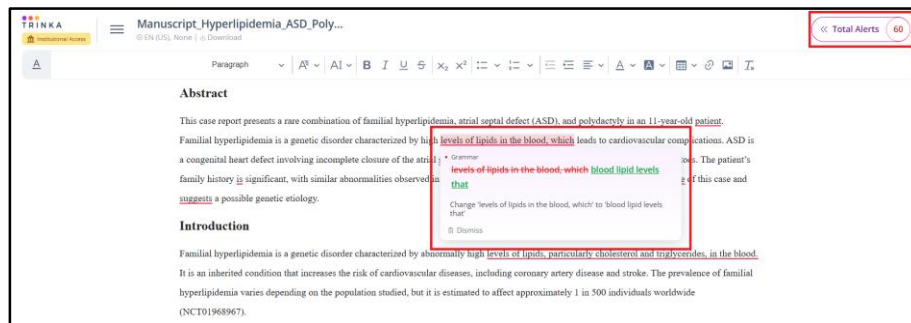 TRINKA
Institutional Access
Manuscript_Hyperlipidemia_ASD_Poly...
EN (US), None | Download
Total Alerts 60
A
Paragraph
B I U S X₂ X²
Abstract
This case report presents a rare combination of familial hyperlipidemia, atrial septal defect (ASD), and polydactyly in an 11-year-old patient.
Familial hyperlipidemia is a genetic disorder characterized by high levels of lipids in the blood, which leads to cardiovascular complications. ASD is
a congenital heart defect involving incomplete closure of the atrial
toes. The patient's
family history is significant, with similar abnormalities observed in
of this case and
suggests a possible genetic etiology.
Grammar
levels of lipids in the blood, which blood lipid levels
that
Change 'levels of lipids in the blood, which' to 'blood lipid levels
that'
Dismiss
Introduction
Familial hyperlipidemia is a genetic disorder characterized by abnormally high levels of lipids, particularly cholesterol and triglycerides, in the blood.
It is an inherited condition that increases the risk of cardiovascular diseases, including coronary artery disease and stroke. The prevalence of familial
hyperlipidemia varies depending on the population studied, but it is estimated to affect approximately 1 in 500 individuals worldwide
(NCT01968967).